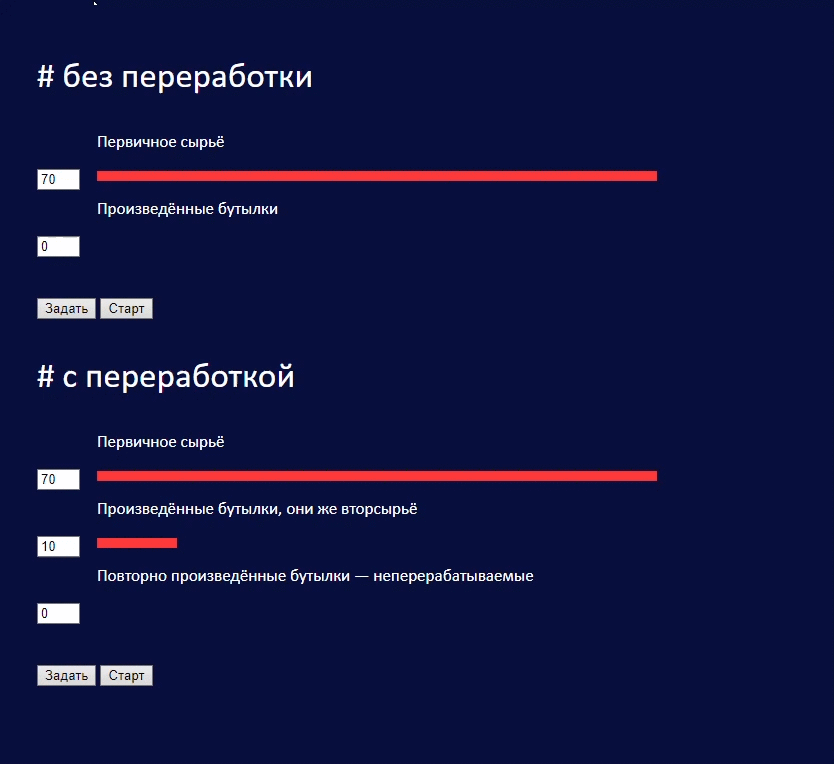 # без переработки
Первичное сырьё
70
Произведённые бутылки
0
Задать Старт
# с переработкой
Первичное сырьё
70
Произведённые бутылки, они же вторсырьё
10
Повторно произведённые бутылки — неперерабатываемые
0
Задать Старт